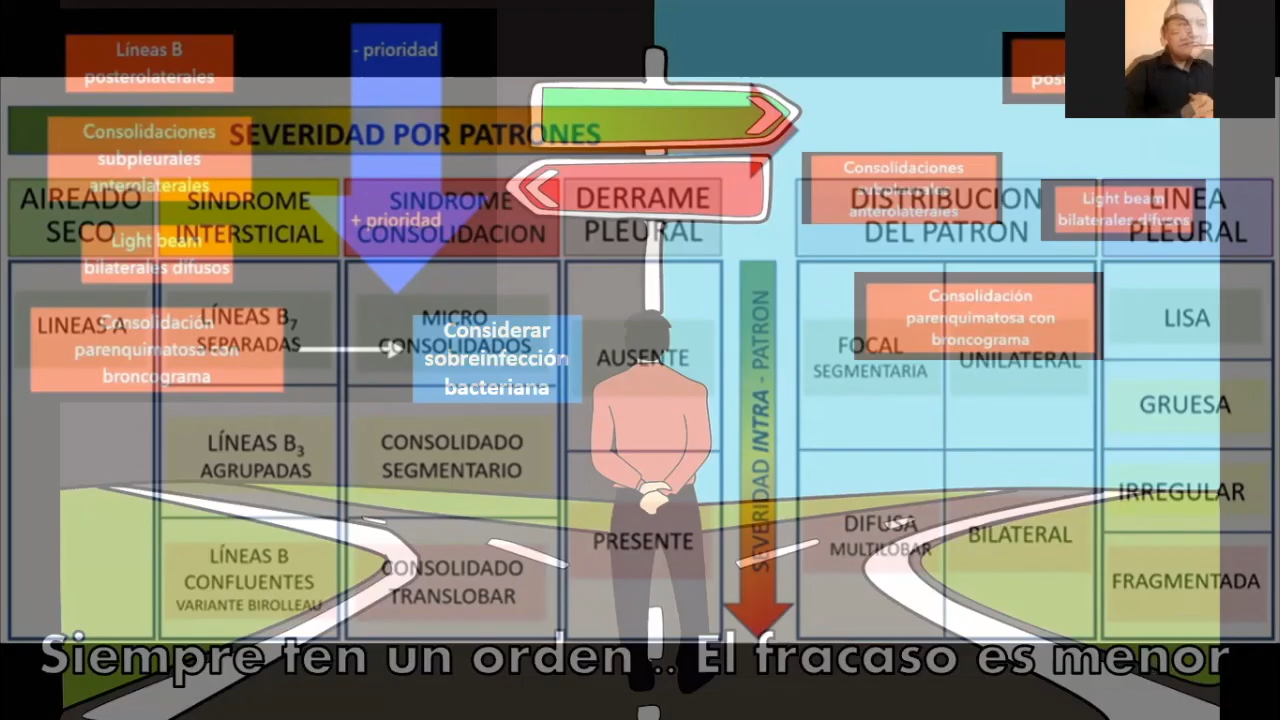 Líneas B
posterolaterales
- prioridad
Consolidaciones
subpleurales
anterolaterales
SEVERIDAD POR PATRONES
Consolidaciones
subpleurales
anterolaterales
AIREADO
SECO
SINDROME
INTERSTICIAL
SINDROME
CONSOLIDACION
+ prioridad
DERRAME
PLEURAL
DISTRIBUCION
DEL PATRON
LINEA
PLEURAL
Light beam
bilaterales difusos
Light beam
bilaterales difusos
LINEAS A
Consolidación
parenquimatosa con
broncograma
LÍNEAS B7
SEPARADAS
MICRO
CONSOLIDADOS
Considerar
sobreinfección
bacteriana
AUSENTE
SEVERIDAD INTRA - PATRON
Consolidación
parenquimatosa con
broncograma
FOCAL
SEGMENTARIA
UNILATERAL
LISA
GRUESA
LÍNEAS B3
AGRUPADAS
CONSOLIDADO
SEGMENTARIO
IRREGULAR
LÍNEAS B
CONFLUENTES
VARIANTE BIROLLEAU
CONSOLIDADO
TRANSLOBAR
PRESENTE
DIFUSA
MULTILOBAR
BILATERAL
FRAGMENTADA
Siempre ten un orden ... El fracaso es menor